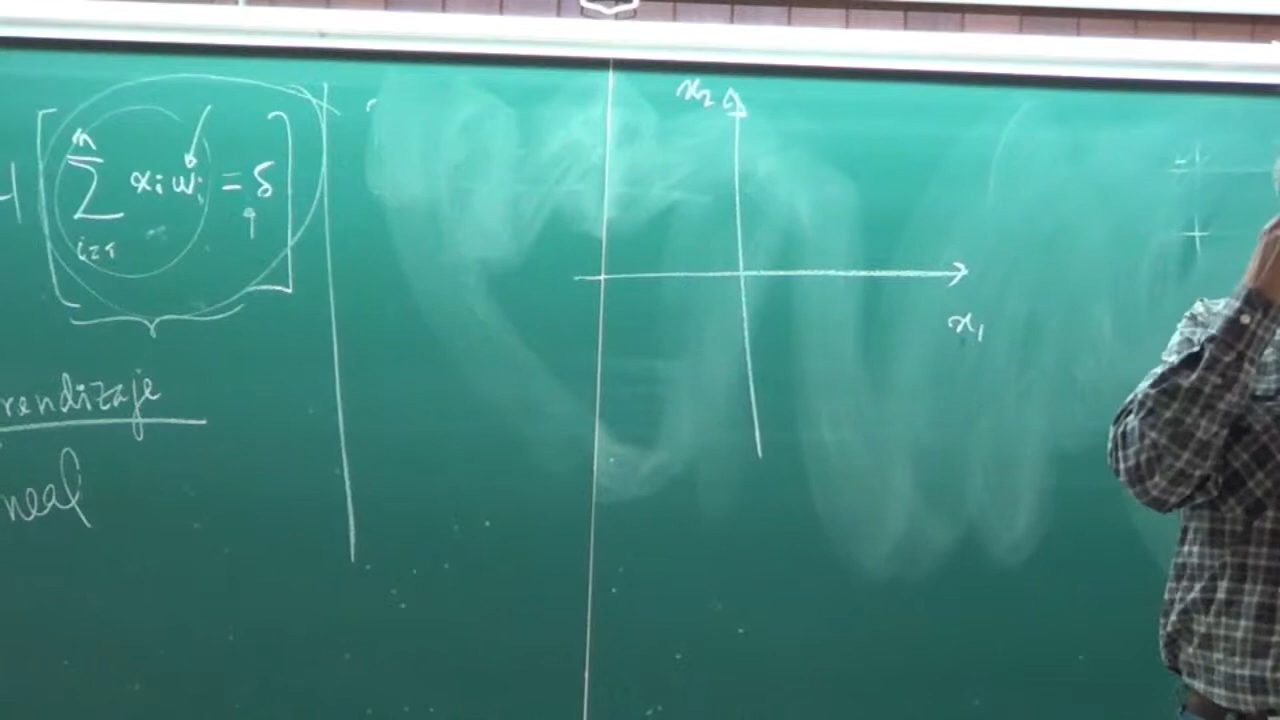 [ n
∑ xᵢ wᵢ = δ ]
i=1
rendizaje
neal
x₂
x₁